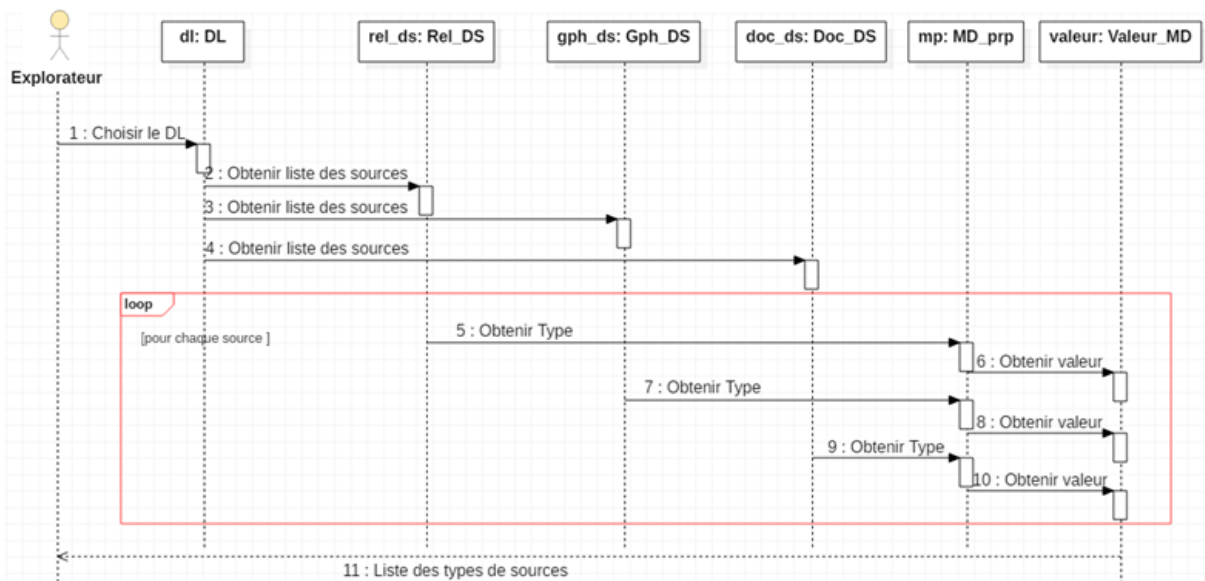 dl: DL
rel_ds: Rel_DS
gph_ds: Gph_DS
doc_ds: Doc_DS
mp: MD_prp
valeur: Valeur_MD
Explorateur
1 : Choisir le DL
2 : Obtenir liste des sources
3 : Obtenir liste des sources
4 : Obtenir liste des sources
loop
[pour chaque source ]
5 : Obtenir Type
6 : Obtenir valeur
7 : Obtenir Type
8 : Obtenir valeur
9 : Obtenir Type
10 : Obtenir valeur
11 : Liste des types de sources